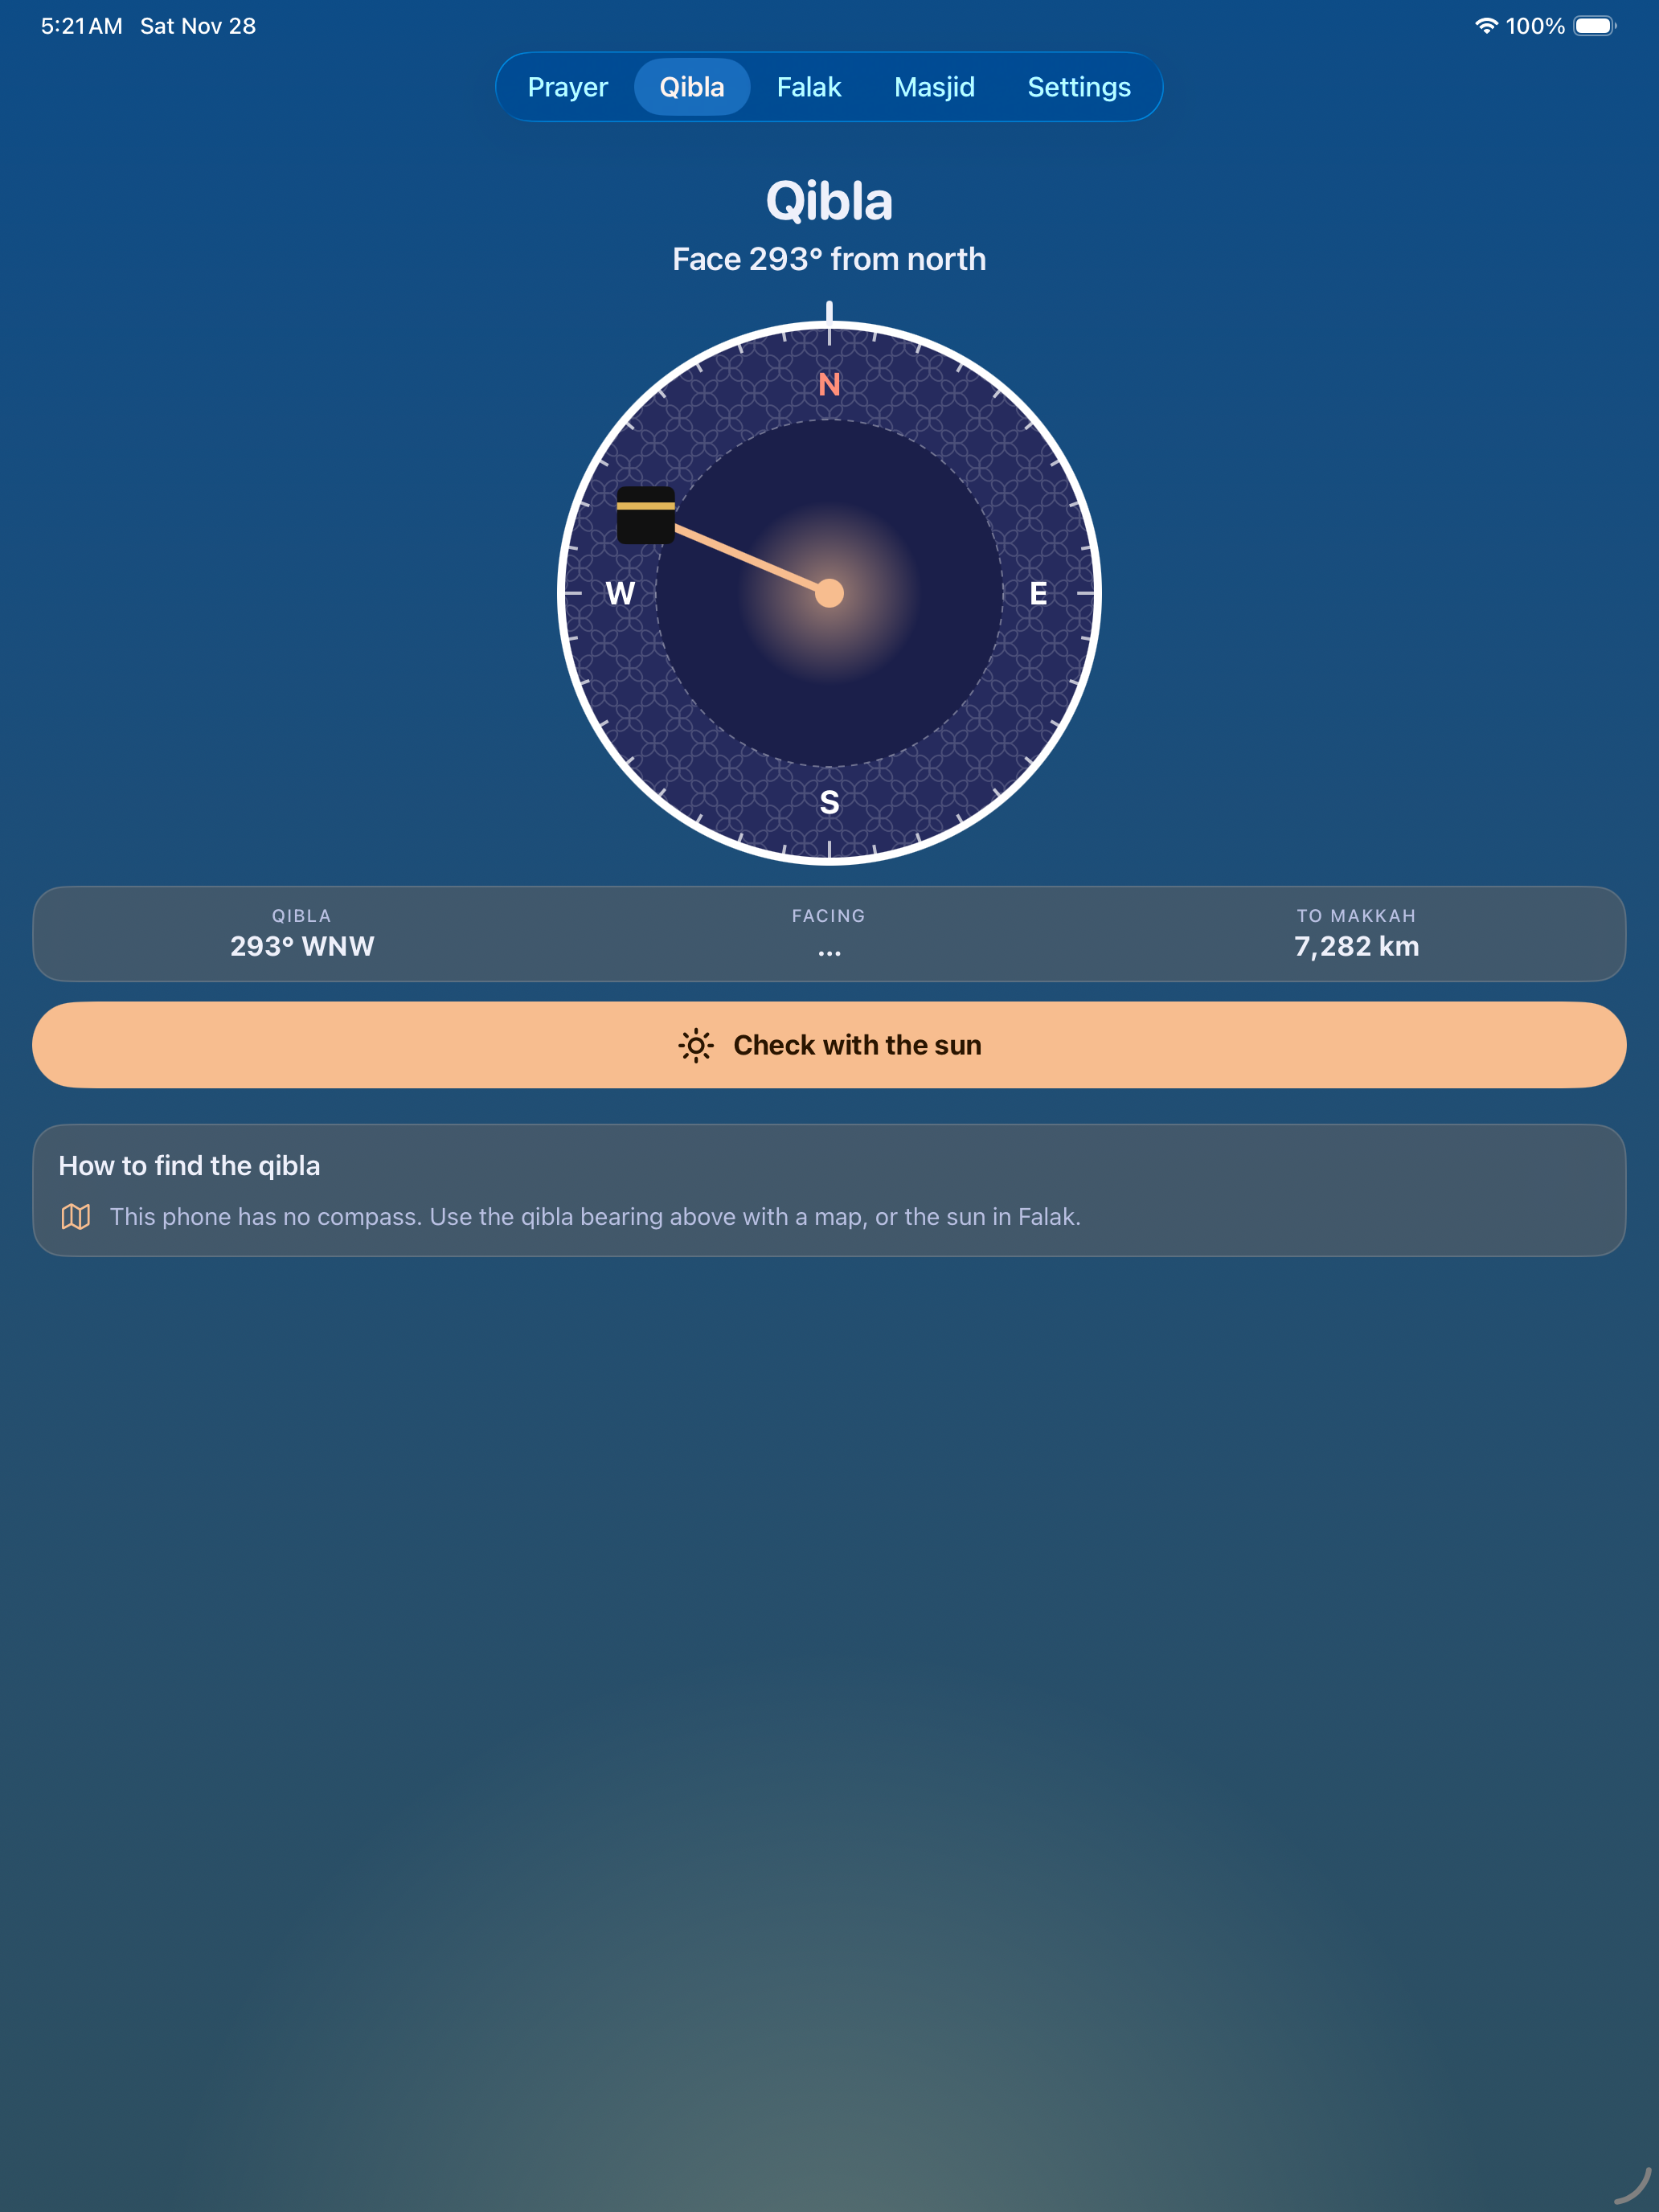 5:21 AM Sat Nov 28 100%
Prayer Qibla Falak Masjid Settings
Qibla
Face 293° from north
N
W E
S
QIBLA FACING TO MAKKAH
293° WNW ... 7,282 km
Check with the sun
How to find the qibla
This phone has no compass. Use the qibla bearing above with a map, or the sun in Falak.